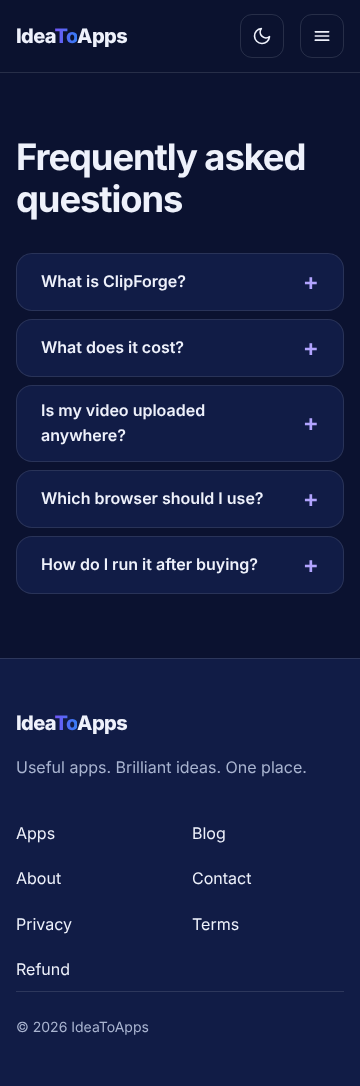 IdeaToApps
Frequently asked
questions
What is ClipForge?
What does it cost?
Is my video uploaded
anywhere?
Which browser should I use?
How do I run it after buying?
IdeaToApps
Useful apps. Brilliant ideas. One place.
Apps
Blog
About
Contact
Privacy
Terms
Refund
© 2026 IdeaToApps